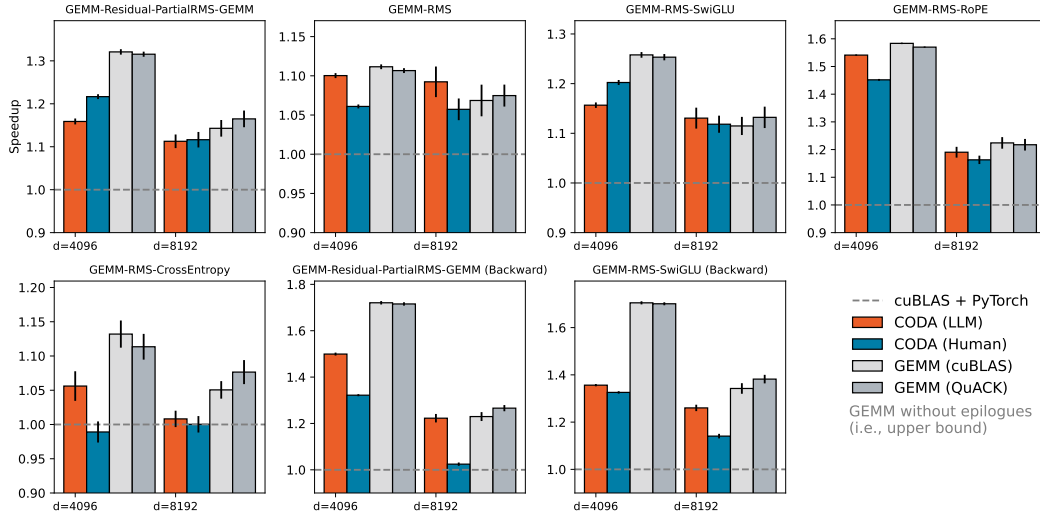 GEMM-Residual-PartialRMS-GEMM
GEMM-RMS
GEMM-RMS-SwiGLU
GEMM-RMS-RoPE
Speedup
1.3
1.2
1.1
1.0
0.9
d=4096
d=8192
1.15
1.10
1.05
1.00
0.95
0.90
d=4096
d=8192
1.3
1.2
1.1
1.0
0.9
d=4096
d=8192
1.6
1.5
1.4
1.3
1.2
1.1
1.0
0.9
d=4096
d=8192
GEMM-RMS-CrossEntropy
GEMM-Residual-PartialRMS-GEMM (Backward)
GEMM-RMS-SwiGLU (Backward)
1.20
1.15
1.10
1.05
1.00
0.95
0.90
d=4096
d=8192
1.8
1.6
1.4
1.2
1.0
d=4096
d=8192
1.6
1.4
1.2
1.0
d=4096
d=8192
cuBLAS + PyTorch
CODA (LLM)
CODA (Human)
GEMM (cuBLAS)
GEMM (QuACK)
GEMM without epilogues
(i.e., upper bound)